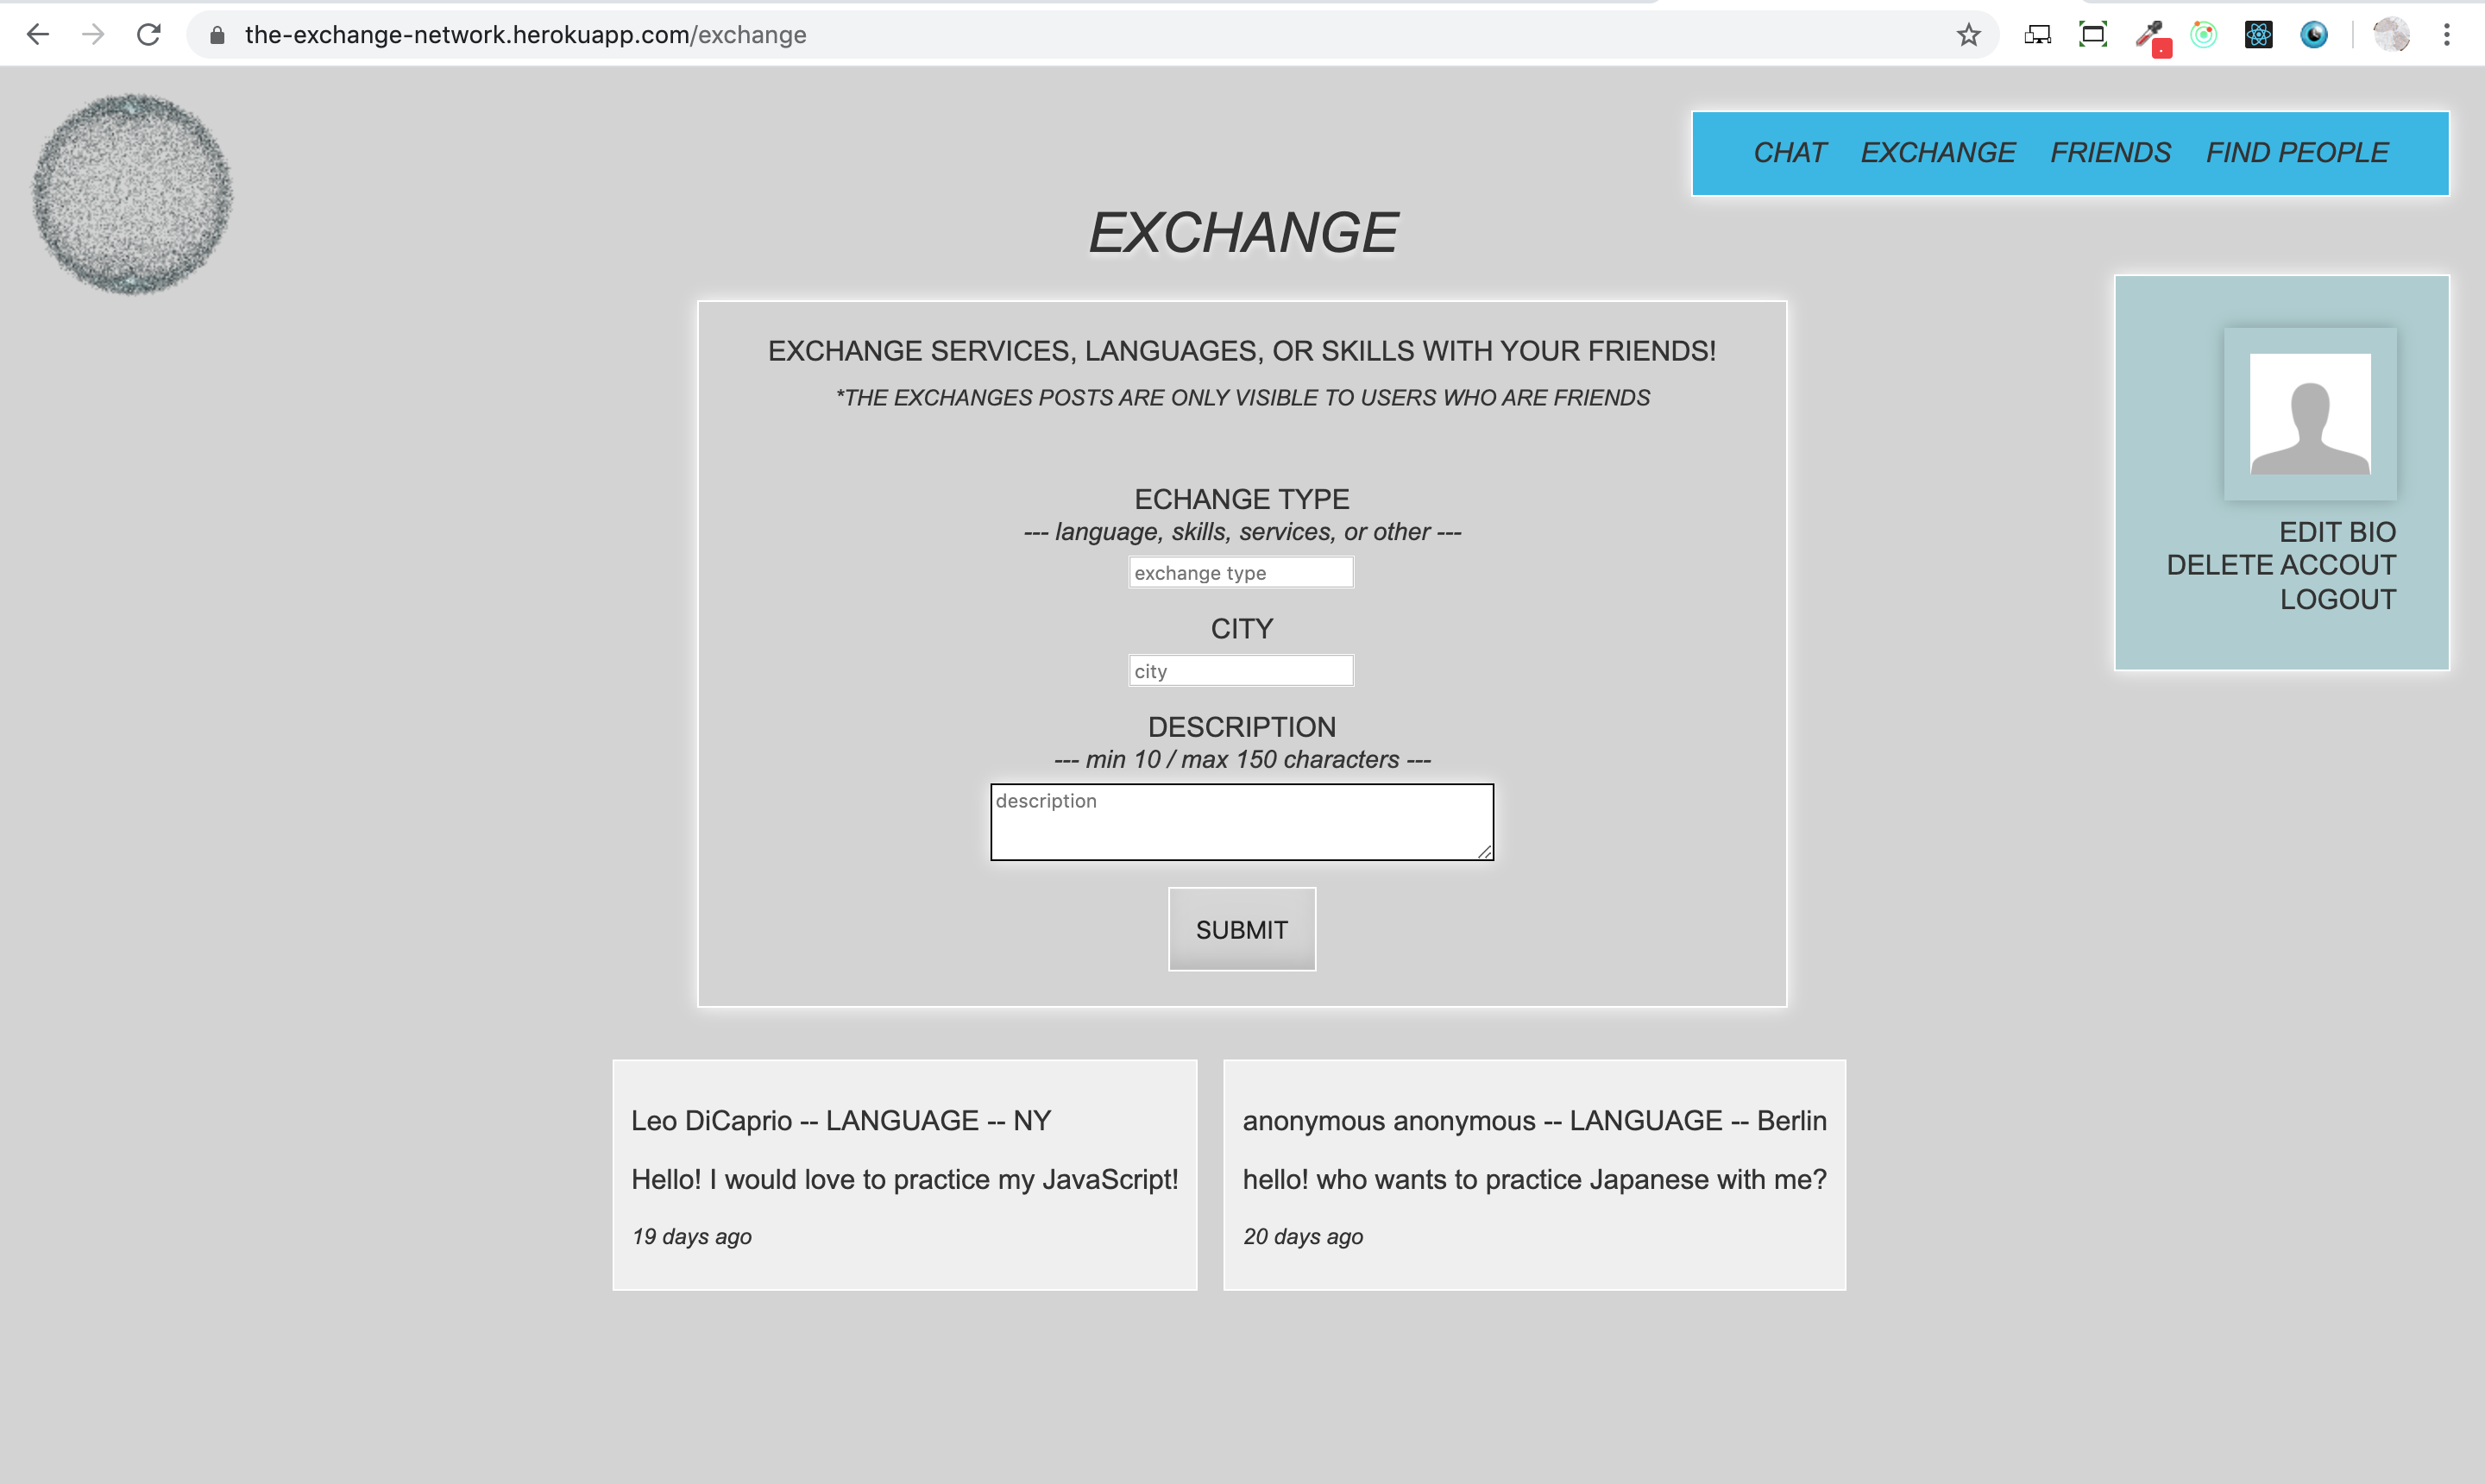 the-exchange-network.herokuapp.com/exchange
CHAT EXCHANGE FRIENDS FIND PEOPLE
EXCHANGE
EXCHANGE SERVICES, LANGUAGES, OR SKILLS WITH YOUR FRIENDS!
*THE EXCHANGES POSTS ARE ONLY VISIBLE TO USERS WHO ARE FRIENDS
ECHANGE TYPE
--- language, skills, services, or other ---
exchange type
CITY
city
DESCRIPTION
--- min 10 / max 150 characters ---
description
SUBMIT
EDIT BIO
DELETE ACCOUT
LOGOUT
Leo DiCaprio -- LANGUAGE -- NY
Hello! I would love to practice my JavaScript!
19 days ago
anonymous anonymous -- LANGUAGE -- Berlin
hello! who wants to practice Japanese with me?
20 days ago